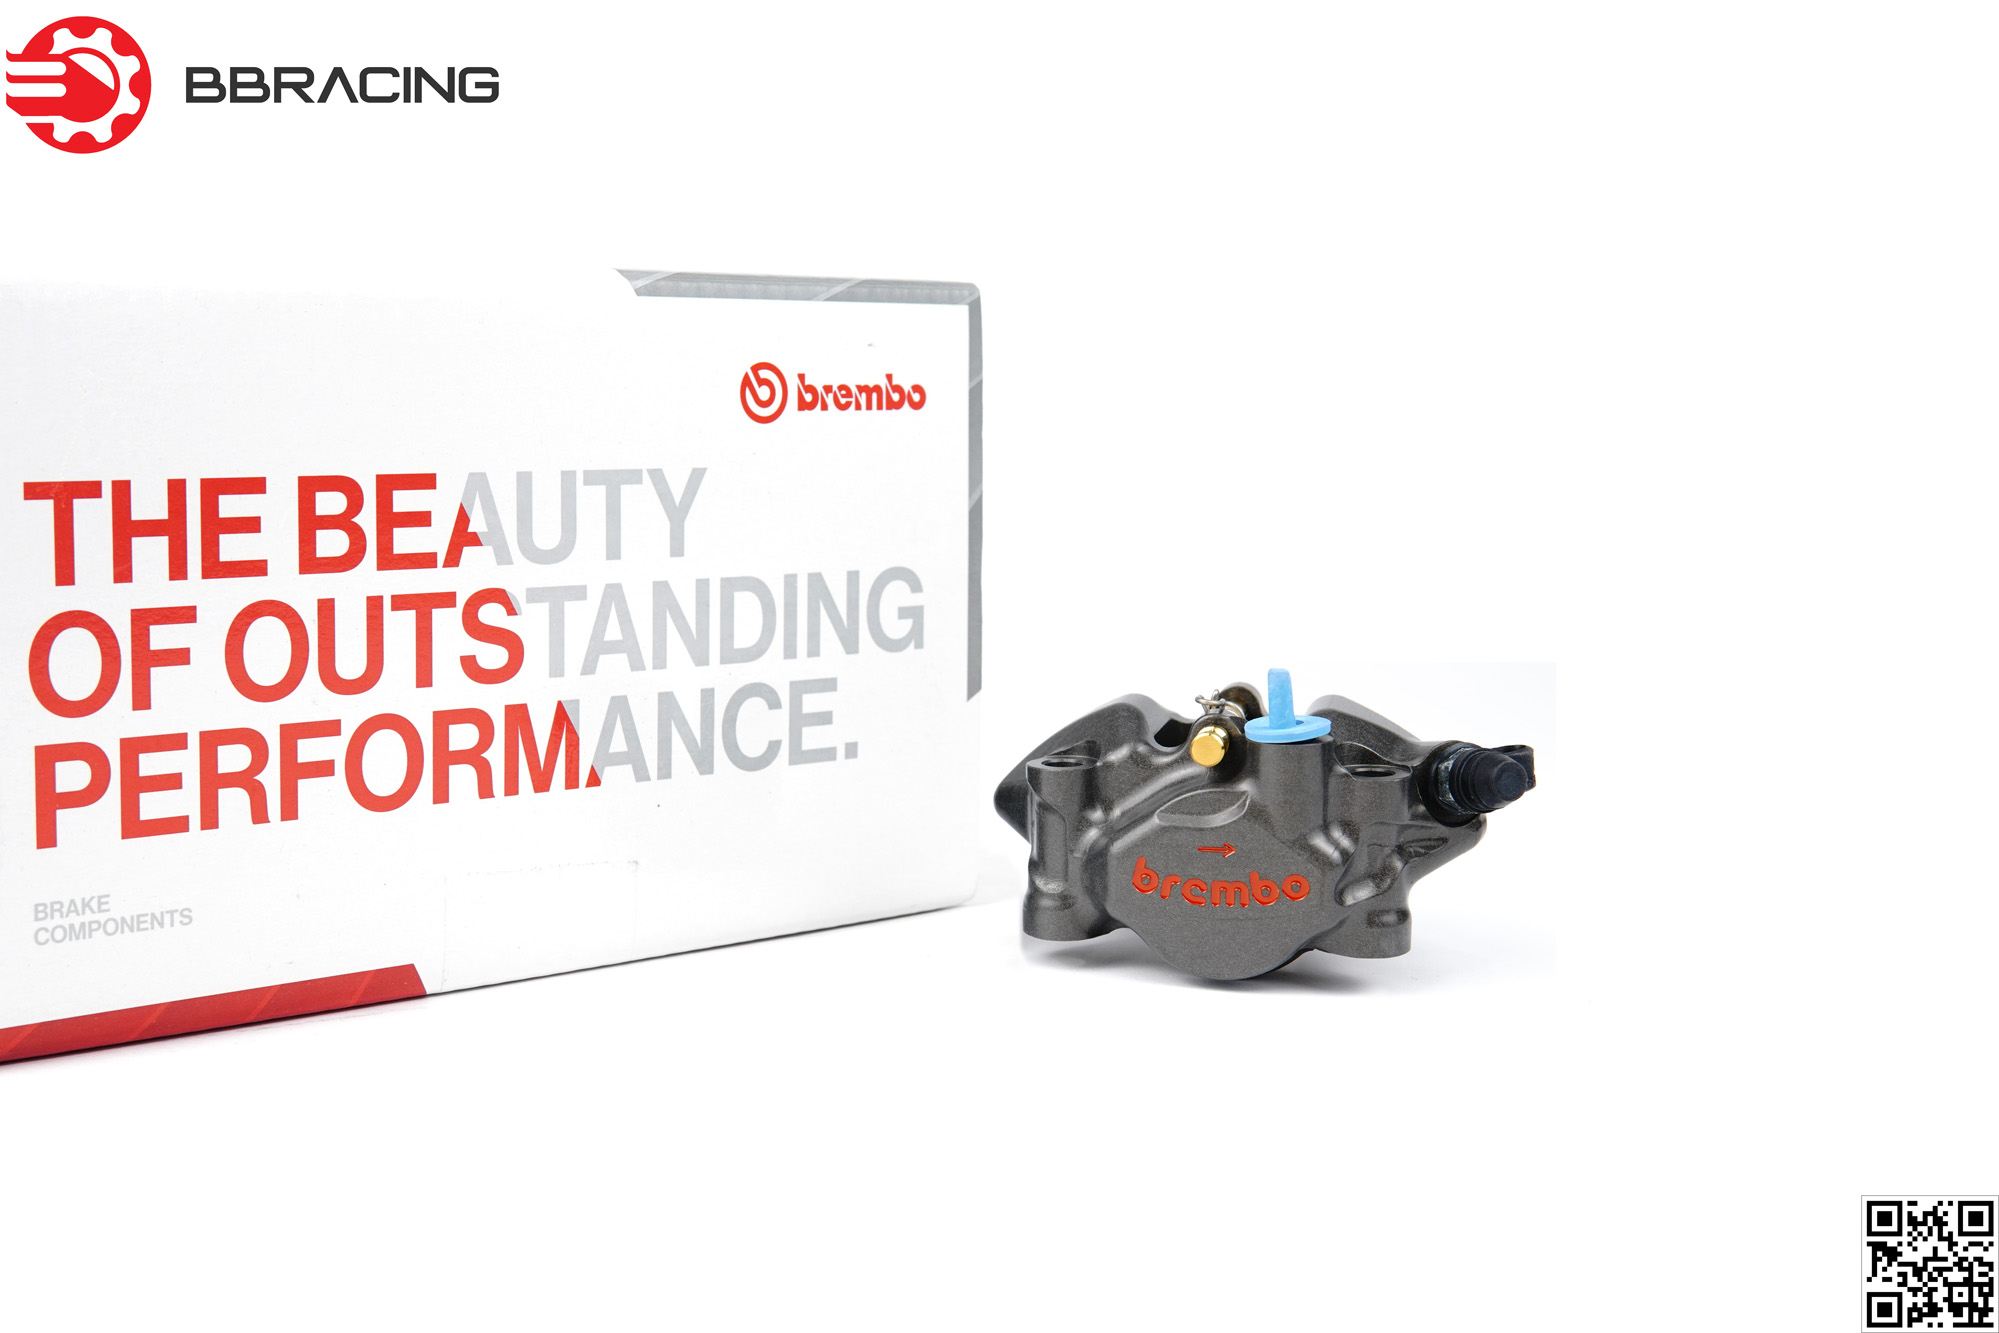 BBRACING
brembo
THE BEAUTY
OF OUTSTANDING
PERFORMANCE.
BRAKE
COMPONENTS
brembo